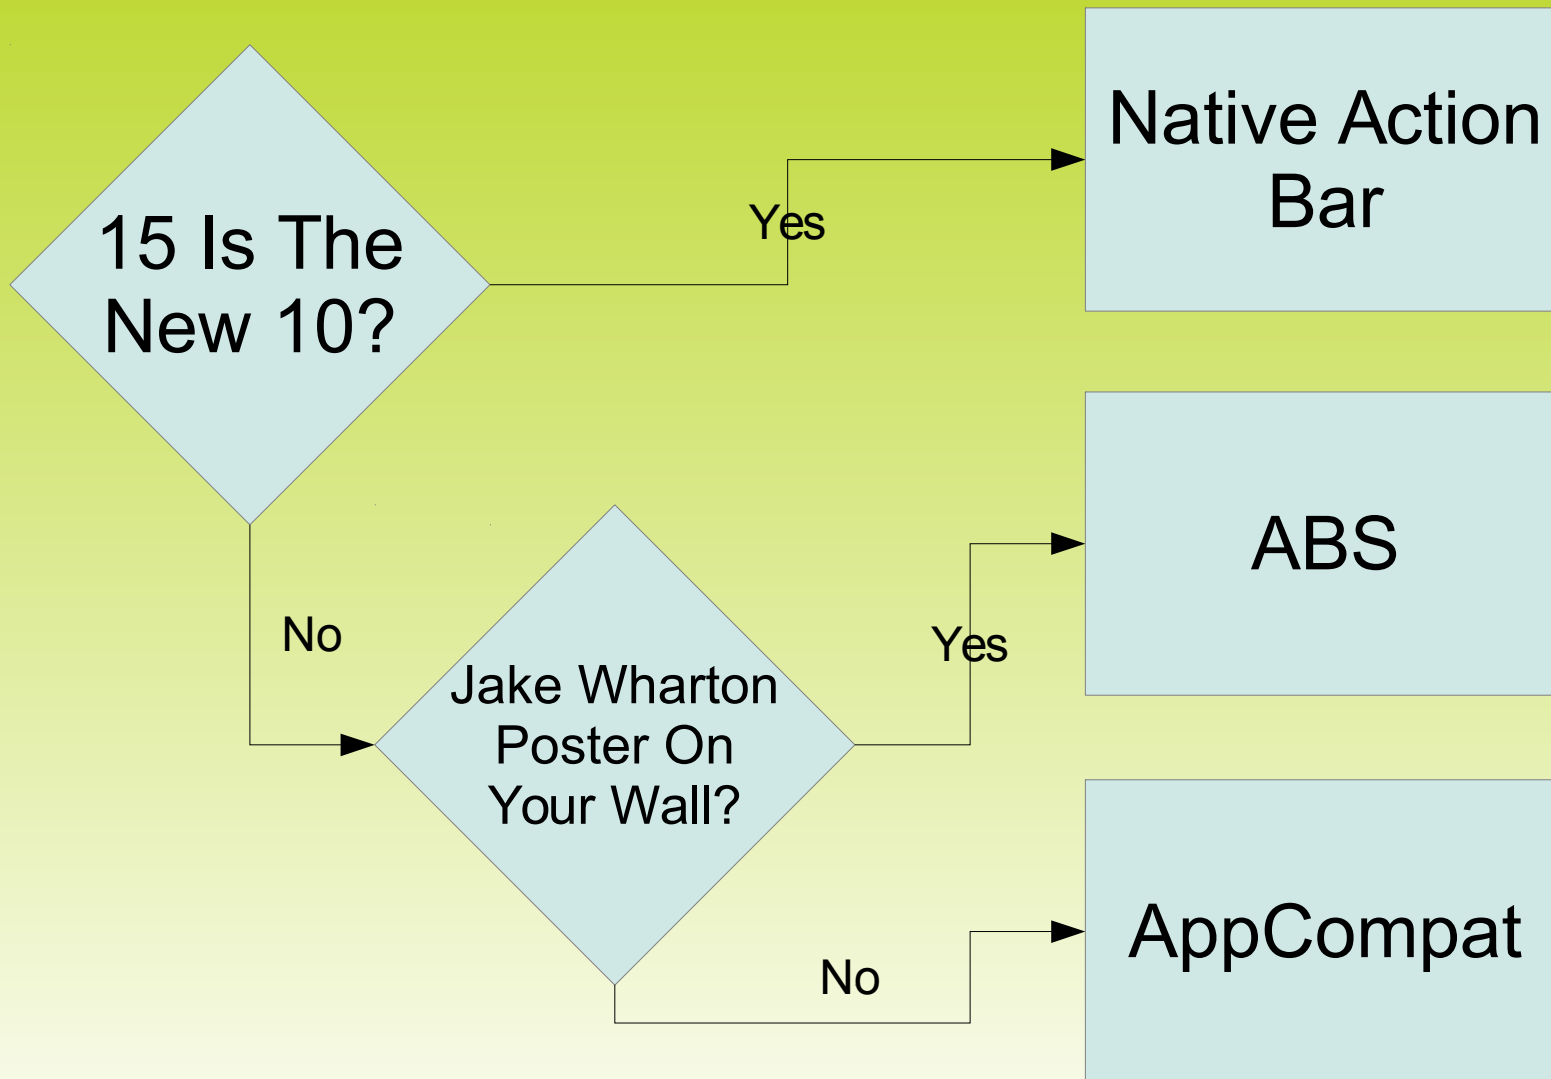 15 Is The
New 10?
Yes
Native Action
Bar
No
Jake Wharton
Poster On
Your Wall?
Yes
ABS
No
AppCompat